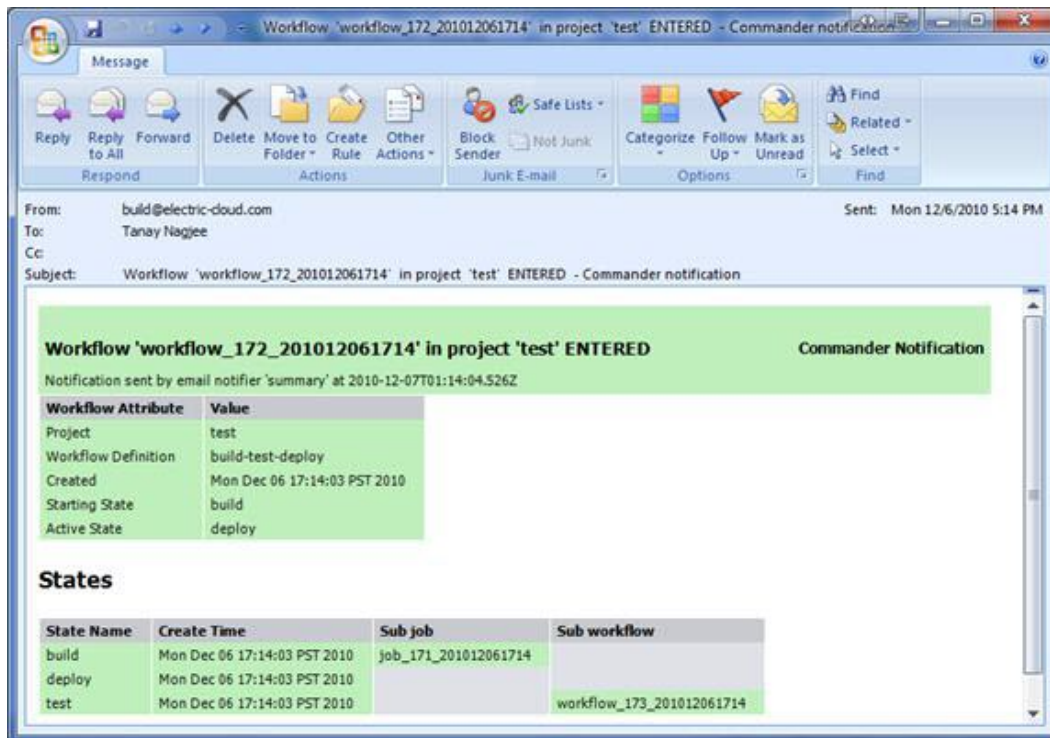 Workflow 'workflow_172_201012061714' in project 'test' ENTERED - Commander notification
Message
Reply
Reply to All
Forward
Delete
Move to Folder
Create Rule
Other Actions
Block Sender
Safe Lists
Not Junk
Categorize
Follow Up
Mark as Unread
Find
Related
Select
Respond
Actions
Junk E-mail
Options
Find
From: build@electric-cloud.com
Sent: Mon 12/6/2010 5:14 PM
To: Tanay Nagjee
Cc:
Subject: Workflow 'workflow_172_201012061714' in project 'test' ENTERED - Commander notification
Workflow 'workflow_172_201012061714' in project 'test' ENTERED Commander Notification
Notification sent by email notifier 'summary' at 2010-12-07T01:14:04.526Z
Workflow Attribute Value
Project test
Workflow Definition build-test-deploy
Created Mon Dec 06 17:14:03 PST 2010
Starting State build
Active State deploy
States
State Name Create Time Sub job Sub workflow
build Mon Dec 06 17:14:03 PST 2010 job_171_201012061714
deploy Mon Dec 06 17:14:03 PST 2010
test Mon Dec 06 17:14:03 PST 2010 workflow_173_201012061714